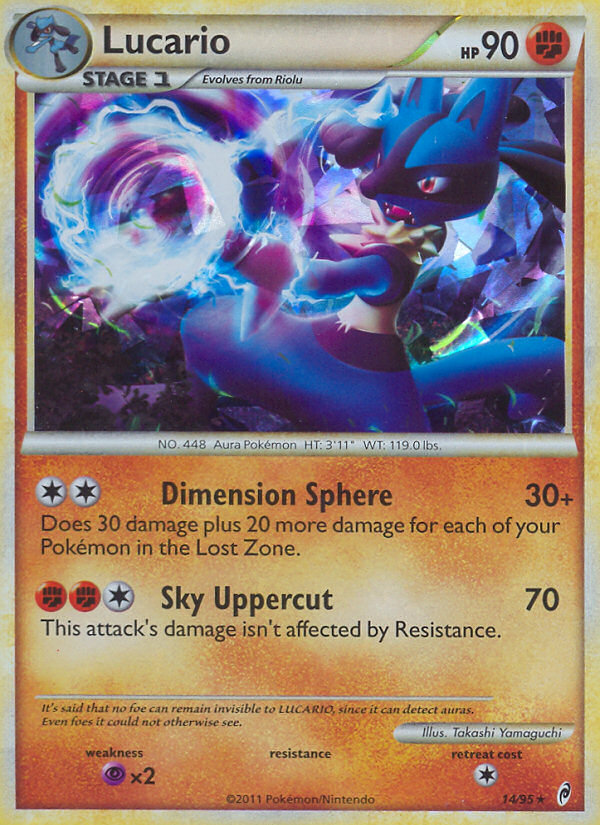 Lucario
HP 90
STAGE 1
Evolves from Riolu
NO. 448 Aura Pokémon HT: 3'11" WT: 119.0 lbs.
Dimension Sphere 30+
Does 30 damage plus 20 more damage for each of your
Pokémon in the Lost Zone.
Sky Uppercut 70
This attack's damage isn't affected by Resistance.
It's said that no foe can remain invisible to LUCARIO, since it can detect auras.
Even foes it could not otherwise see.
Illus. Takashi Yamaguchi
weakness resistance retreat cost
×2
©2011 Pokémon/Nintendo 14/95 ★